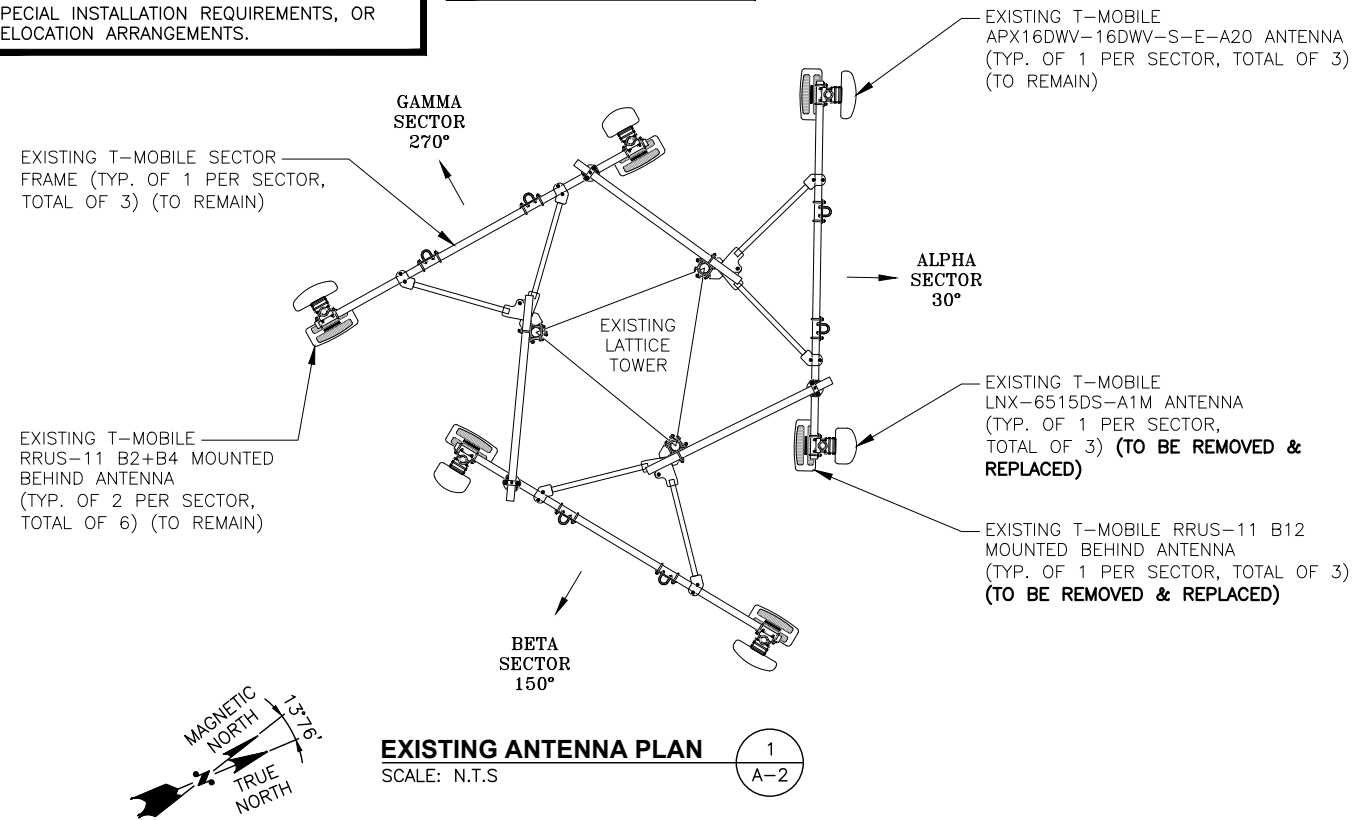 PECIAL INSTALLATION REQUIREMENTS, OR
ELOCATION ARRANGEMENTS.
EXISTING T-MOBILE
APX16DWV-16DWV-S-E-A20 ANTENNA
(TYP. OF 1 PER SECTOR, TOTAL OF 3)
(TO REMAIN)
GAMMA
SECTOR
270°
EXISTING T-MOBILE SECTOR
FRAME (TYP. OF 1 PER SECTOR,
TOTAL OF 3) (TO REMAIN)
ALPHA
SECTOR
30°
EXISTING
LATTICE
TOWER
EXISTING T-MOBILE
LNX-6515DS-A1M ANTENNA
(TYP. OF 1 PER SECTOR,
TOTAL OF 3) (TO BE REMOVED &
REPLACED)
EXISTING T-MOBILE
RRUS-11 B2+B4 MOUNTED
BEHIND ANTENNA
(TYP. OF 2 PER SECTOR,
TOTAL OF 6) (TO REMAIN)
EXISTING T-MOBILE RRUS-11 B12
MOUNTED BEHIND ANTENNA
(TYP. OF 1 PER SECTOR, TOTAL OF 3)
(TO BE REMOVED & REPLACED)
BETA
SECTOR
150°
MAGNETIC
NORTH
13°76'
TRUE
NORTH
N
EXISTING ANTENNA PLAN
SCALE: N.T.S
1
A-2